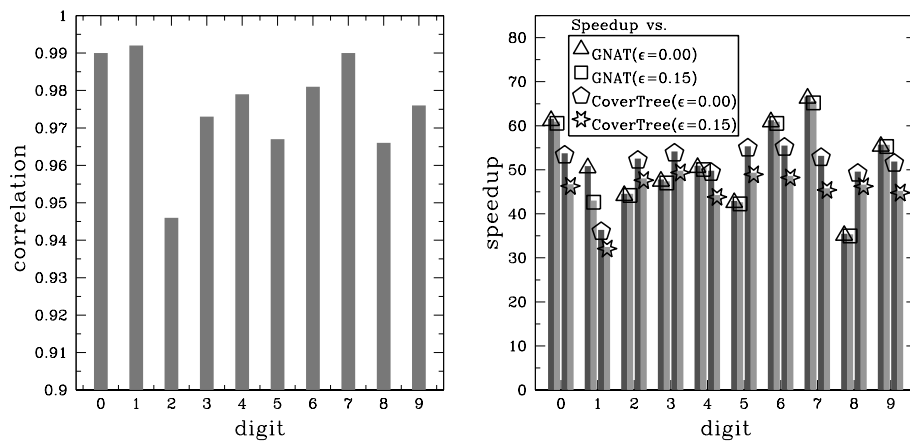 1
0.99
0.98
0.97
0.96
0.95
0.94
0.93
0.92
0.91
0.9
correlation
0 1 2 3 4 5 6 7 8 9
digit
Speedup vs.
GNAT(ϵ=0.00)
GNAT(ϵ=0.15)
CoverTree(ϵ=0.00)
CoverTree(ϵ=0.15)
80
70
60
50
40
30
20
10
0
speedup
0 1 2 3 4 5 6 7 8 9
digit